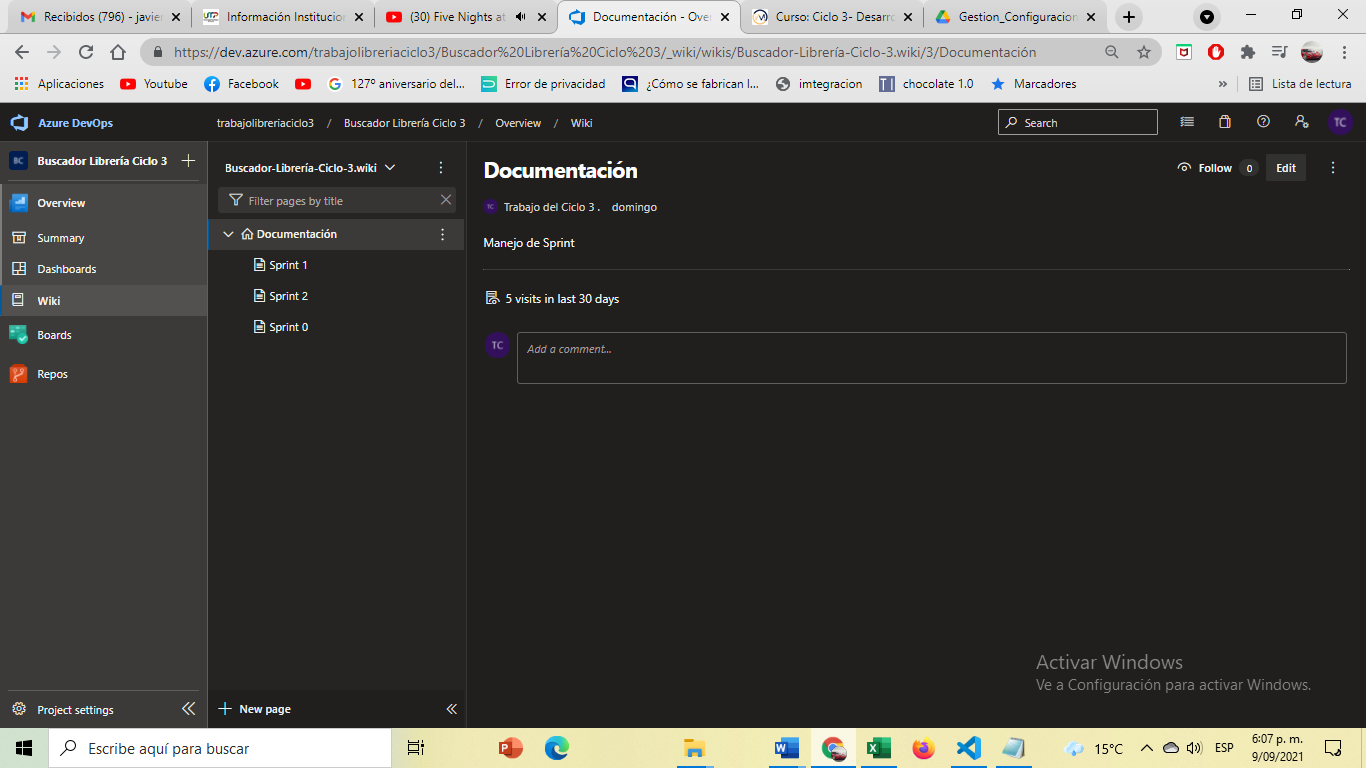 Recibidos (796) - javie
Información Institucion
(30) Five Nights at
Documentación - Ove
Curso: Ciclo 3- Desarro
Gestion_Configuracion
https://dev.azure.com/trabajolibreriaciclo3/Buscador%20Librería%20Ciclo%203/_wiki/wikis/Buscador-Librería-Ciclo-3.wiki/3/Documentación
Aplicaciones
Youtube
Facebook
127º aniversario del...
Error de privacidad
¿Cómo se fabrican l...
imtegracion
chocolate 1.0
Marcadores
»
Lista de lectura
Azure DevOps
trabajolibreriaciclo3 / Buscador Librería Ciclo 3 / Overview / Wiki
Search
TC
BC Buscador Librería Ciclo 3
Overview
Summary
Dashboards
Wiki
Boards
Repos
Project settings
Buscador-Librería-Ciclo-3.wiki
Filter pages by title
Documentación
Sprint 1
Sprint 2
Sprint 0
New page
Documentación
Follow 0
Edit
TC Trabajo del Ciclo 3 . domingo
Manejo de Sprint
5 visits in last 30 days
TC
Add a comment...
Activar Windows
Ve a Configuración para activar Windows.
Escribe aquí para buscar
15°C
ESP
6:07 p. m.
9/09/2021